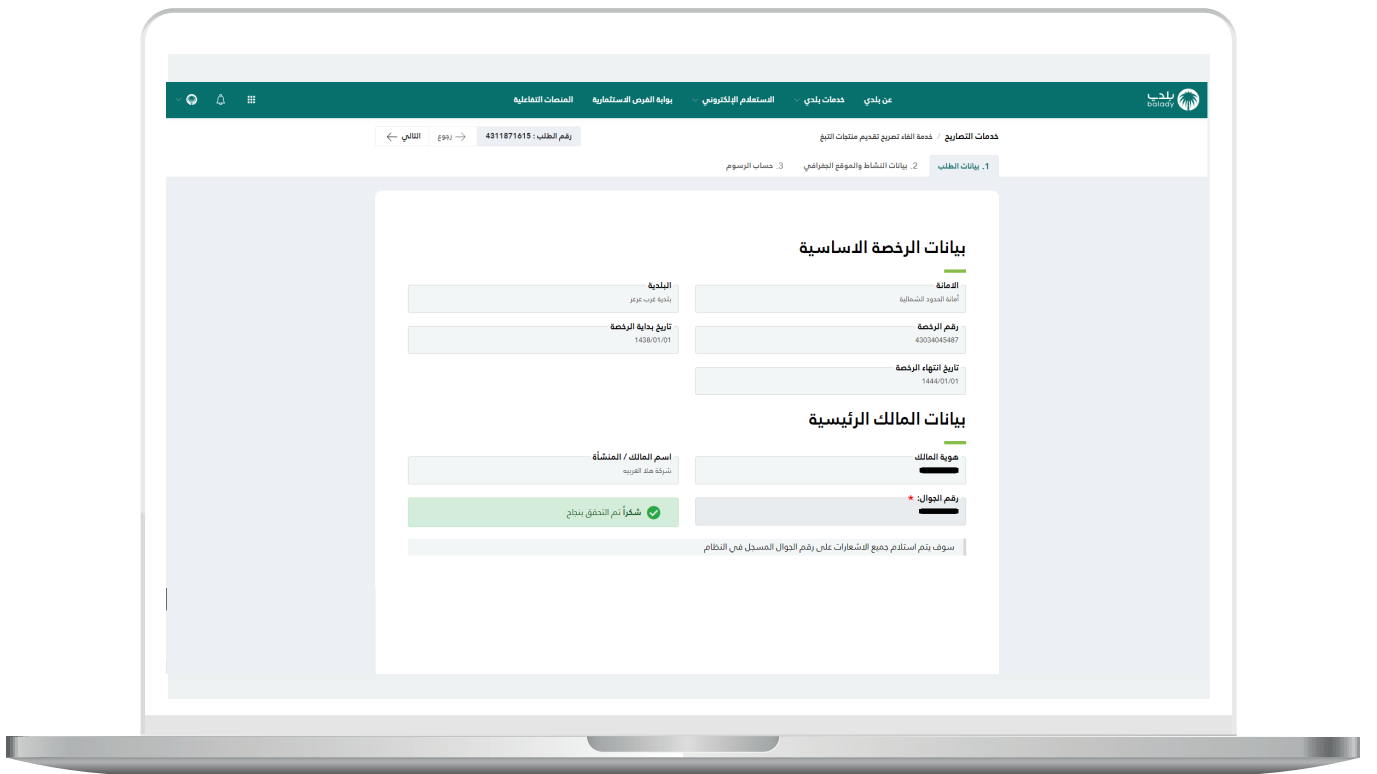 بلدي
balady
عن بلدي خدمات بلدي الاستعلام الإلكتروني بوابة الفرص الاستثمارية المنصات التفاعلية
خدمات التصاريح / خدمة الغاء تصريح تقديم منتجات التبغ
رقم الطلب : 4311871615 رجوع التالي
1. بيانات الطلب 2. بيانات النشاط والموقع الجغرافي 3. حساب الرسوم
بيانات الرخصة الاساسية
الامانة البلدية
أمانة الحدود الشمالية بلدية غرب عرعر
رقم الرخصة تاريخ بداية الرخصة
43034045487 1438/01/01
تاريخ انتهاء الرخصة
1444/01/01
بيانات المالك الرئيسية
هوية المالك اسم المالك / المنشأة
شركة هلا العربيه
رقم الجوال: *
شكراً تم التحقق بنجاح
سوف يتم استلام جميع الاشعارات على رقم الجوال المسجل في النظام